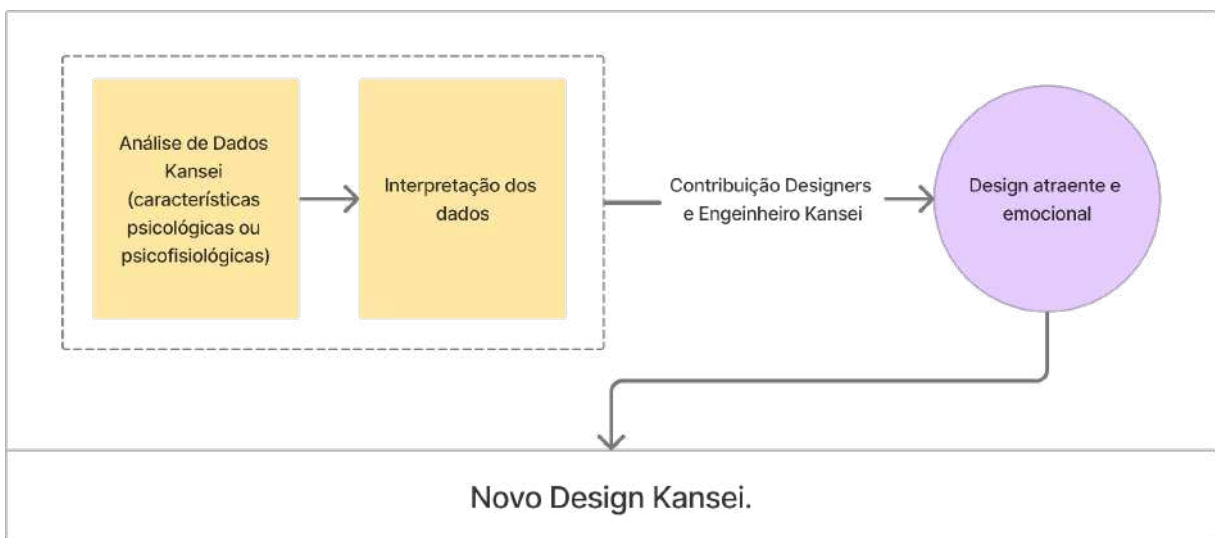 Análise de Dados
Kansei
(característícas
psicológicas ou
psicofisiológicas)
Interpretação dos
dados
Contribuição Designers
e Engeinheiro Kansei
Design atraente e
emocional
Novo Design Kansei.